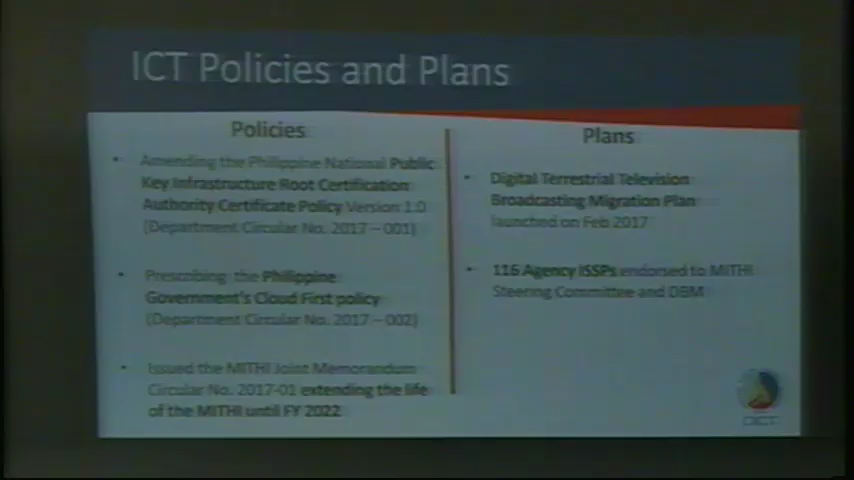 ICT Policies and Plans
Policies
• Amending the Philippine National Public
Key Infrastructure Root Certification
Authority Certificate Policy Version 1.0
(Department Circular No. 2017 – 001)
• Prescribing the Philippine
Government's Cloud First policy
(Department Circular No. 2017 – 002)
• Issued the MITHI Joint Memorandum
Circular No. 2017-01 extending the life
of the MITHI until FY 2022
Plans
• Digital Terrestrial Television
Broadcasting Migration Plan
launched on Feb 2017
• 116 Agency ISSPs endorsed to MITHI
Steering Committee and DBM
DICT